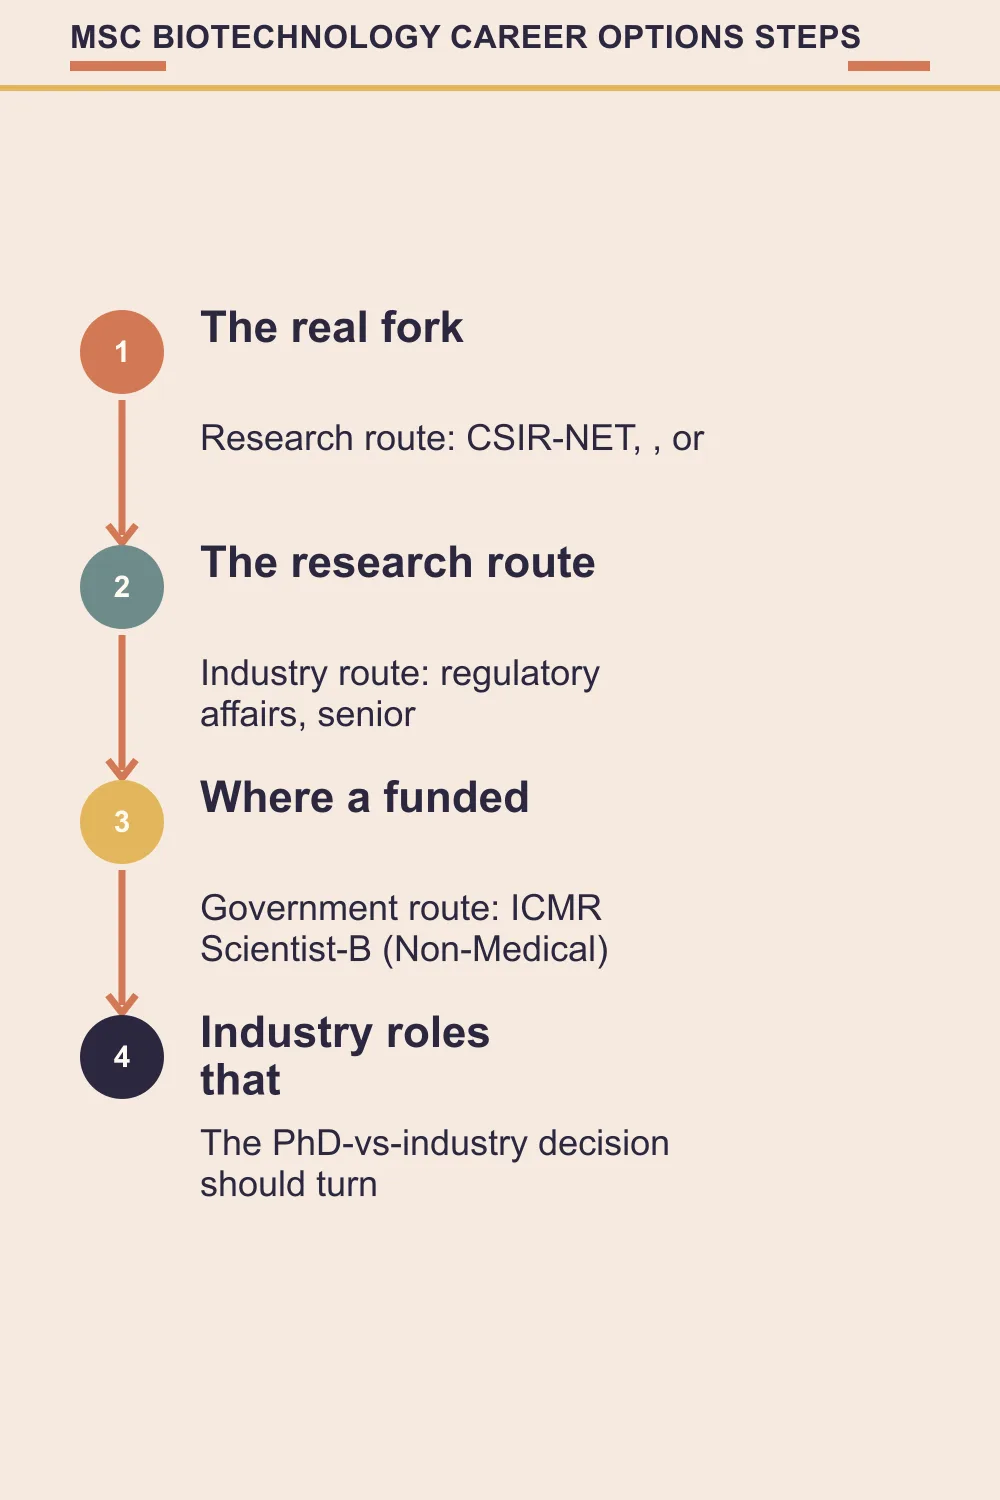 MSC BIOTECHNOLOGY CAREER OPTIONS STEPS
1
The real fork
Research route: CSIR-NET, , or
2
The research route
Industry route: regulatory
affairs, senior
3
Where a funded
Government route: ICMR
Scientist-B (Non-Medical)
4
Industry roles
that
The PhD-vs-industry decision
should turn